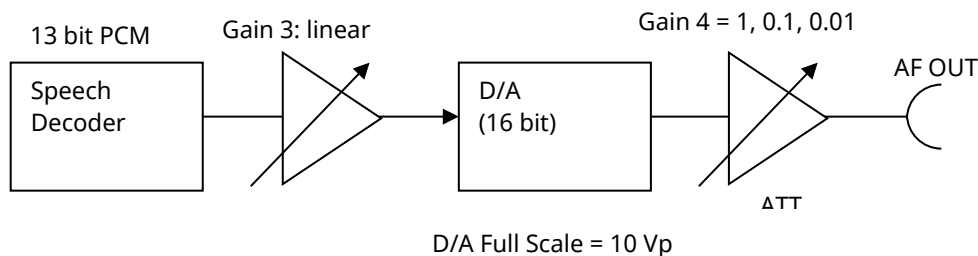 13 bit PCM
Gain 3: linear
Gain 4 = 1, 0.1, 0.01
Speech
Decoder
D/A
(16 bit)
AF OUT
ATT
D/A Full Scale = 10 Vp